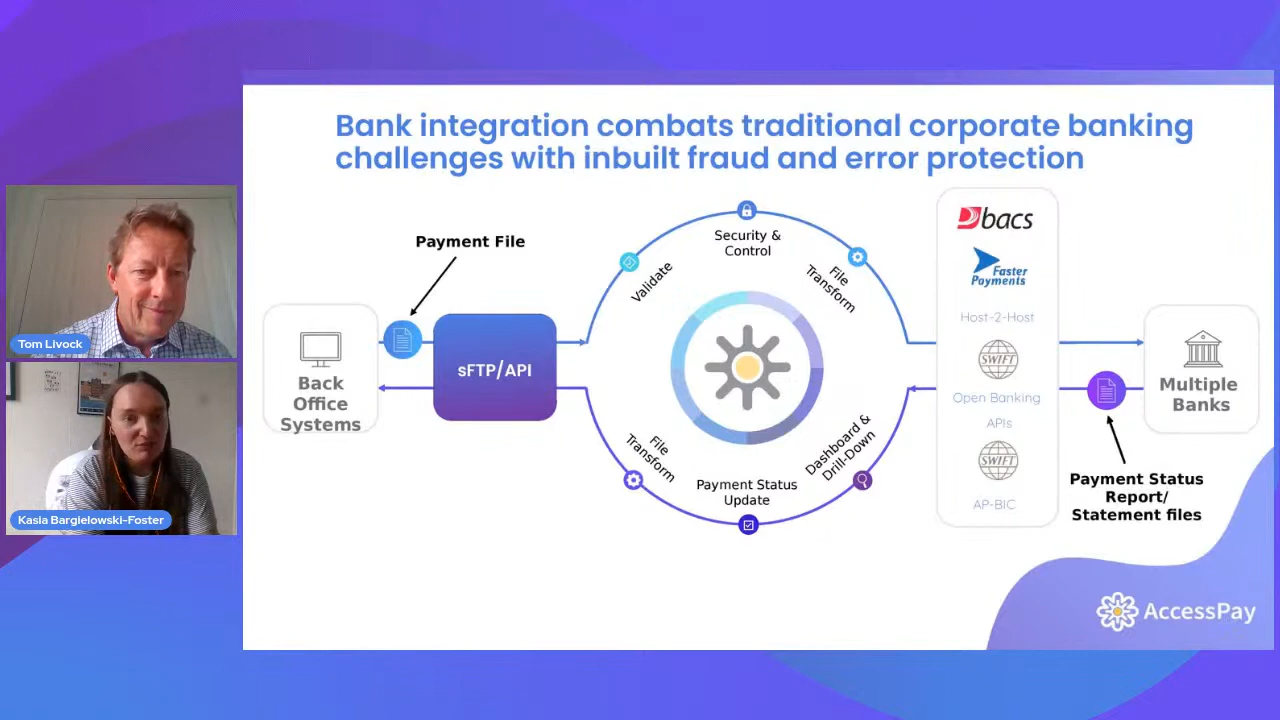 Bank integration combats traditional corporate banking
challenges with inbuilt fraud and error protection
Payment File
Back
Office
Systems
sFTP/API
Validate
Security &
Control
File
Transform
File
Transform
Payment Status
Update
Dashboard &
Drill-Down
bacs
Faster
Payments
Host-2-Host
SWIFT
Open Banking
APIs
SWIFT
AP-BIC
Multiple
Banks
Payment Status
Report/
Statement files
AccessPay
Tom Livock
Kasia Bargielowski-Foster